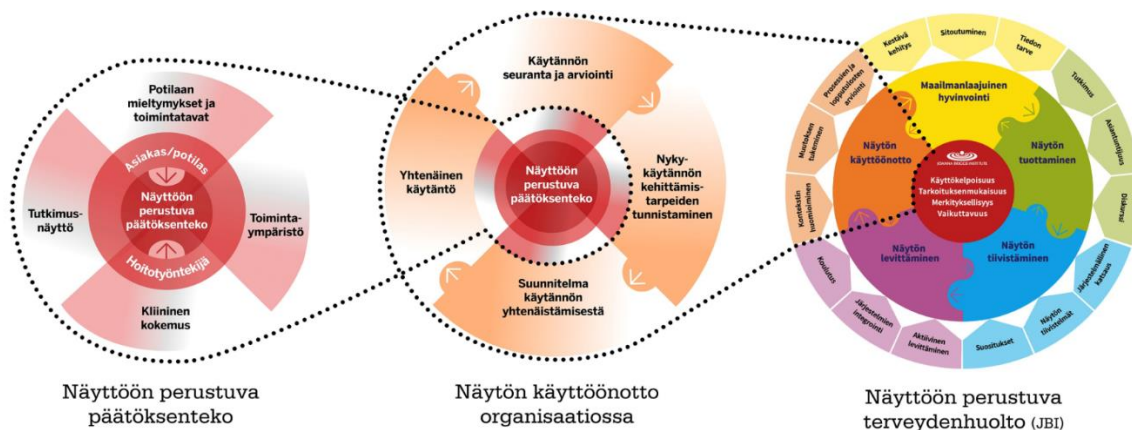 Potilaan
mieltymykset ja
toimintatavat
Asiakas/potilas
Tutkimus-
näyttö
Näyttöön
perustuva
päätöksenteko
Toiminta-
ympäristö
Hoitotyöntekijä
Kliininen
kokemus
Näyttöön perustuva
päätöksenteko
Käytännön
seuranta ja arviointi
Yhtenäinen
käytäntö
Näyttöön
perustuva
päätöksenteko
Nyky-
käytännön
kehittämis-
tarpeiden
tunnistaminen
Suunnitelma
käytännön
yhtenäistämisestä
Näytön käyttöönotto
organisaatiossa
Kestävä
kehitys
Sitoutuminen
Tiedon
tarve
Prosessien ja
lopputulosten
arviointi
Tutkimus
Maailmanlaajuinen
hyvinvointi
Muutoksen
tukeminen
Näytön
käyttöönotto
Näytön
tuottaminen
Asiantuntijuus
JOANNA BRIGGS INSTITUTE
Käyttökelpoisuus
Tarkoituksenmukaisuus
Merkityksellisyys
Vaikuttavuus
Kontekstin
huomioiminen
Diskurssi
Näytön
levittäminen
Näytön
tiivistäminen
Koulutus
Järjestelmällinen
katsaus
Järjestelmien
integrointi
Aktiivinen
levittäminen
Suositukset
Näytön
tiivistelmät
Näyttöön perustuva
terveydenhuolto (JBI)